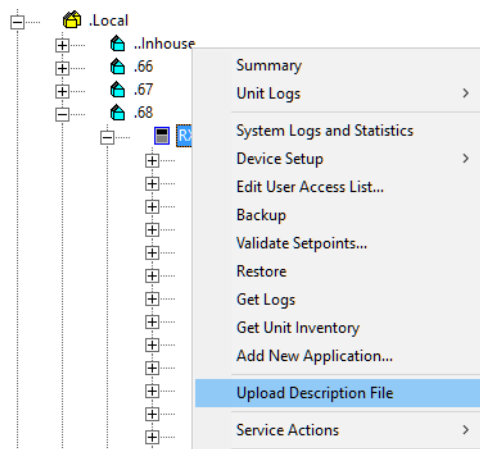 .Local
..Inhouse
.66
.67
.68
RX
Summary
Unit Logs
System Logs and Statistics
Device Setup
Edit User Access List...
Backup
Validate Setpoints...
Restore
Get Logs
Get Unit Inventory
Add New Application...
Upload Description File
Service Actions